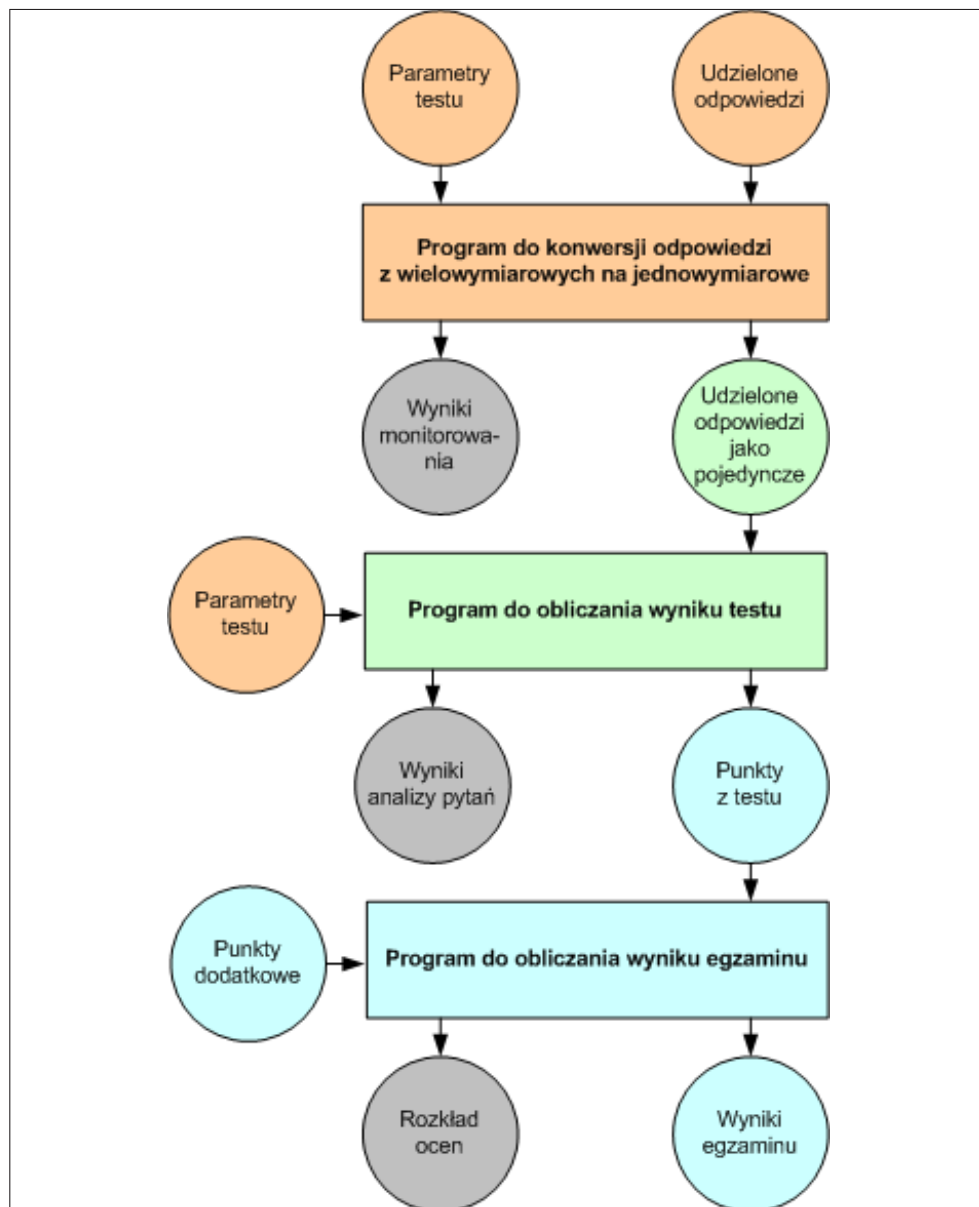 Parametry
testu
Udzielone
odpowiedzi
Program do konwersji odpowiedzi
z wielowymiarowych na jednowymiarowe
Wyniki
monitorowa-
nia
Udzielone
odpowiedzi
jako
pojedyncze
Parametry
testu
Program do obliczania wyniku testu
Wyniki
analizy pytań
Punkty
z testu
Punkty
dodatkowe
Program do obliczania wyniku egzaminu
Rozkład
ocen
Wyniki
egzaminu